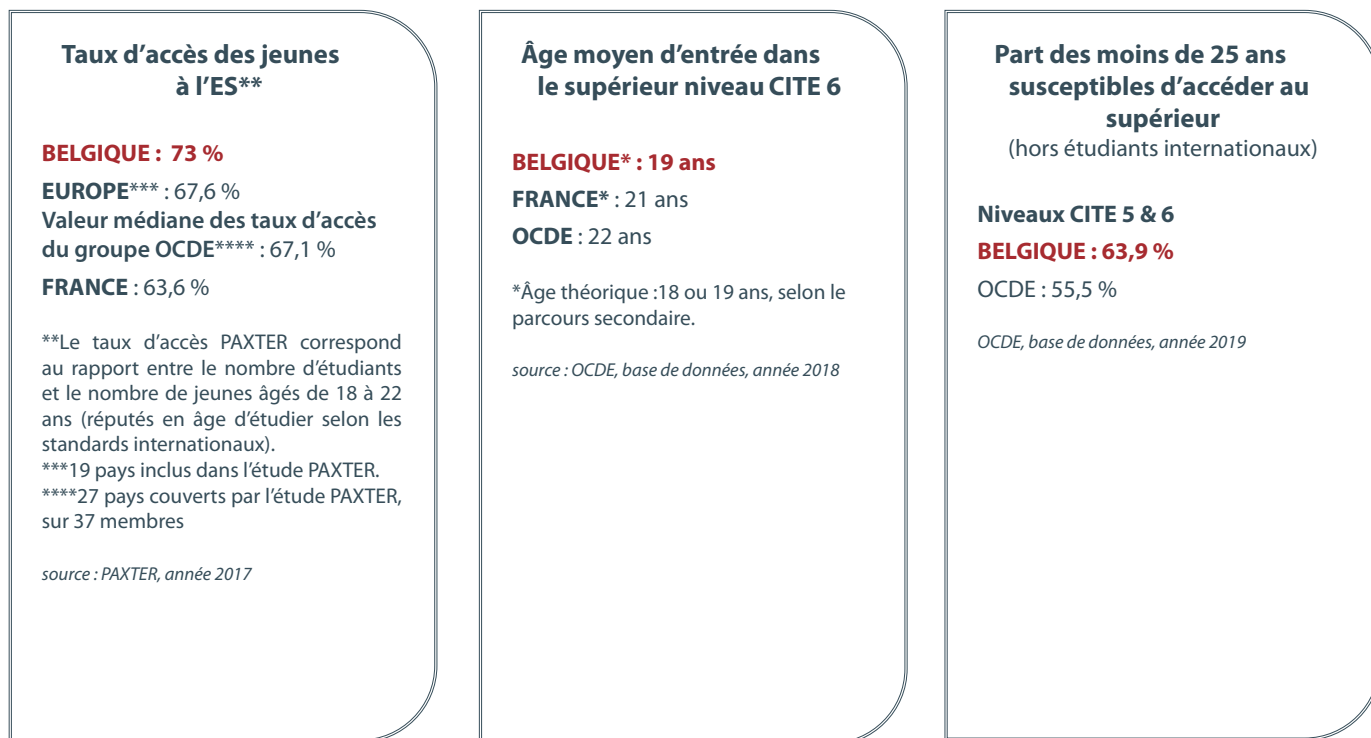 Taux d’accès des jeunes
à l’ES**
BELGIQUE : 73 %
EUROPE*** : 67,6 %
Valeur médiane des taux d’accès
du groupe OCDE**** : 67,1 %
FRANCE : 63,6 %
**Le taux d’accès PAXTER correspond
au rapport entre le nombre d’étudiants
et le nombre de jeunes âgés de 18 à 22
ans (réputés en âge d’étudier selon les
standards internationaux).
***19 pays inclus dans l’étude PAXTER.
****27 pays couverts par l’étude PAXTER,
sur 37 membres
source : PAXTER, année 2017
Âge moyen d’entrée dans
le supérieur niveau CITE 6
BELGIQUE* : 19 ans
FRANCE* : 21 ans
OCDE : 22 ans
*Âge théorique :18 ou 19 ans, selon le
parcours secondaire.
source : OCDE, base de données, année 2018
Part des moins de 25 ans
susceptibles d’accéder au
supérieur
(hors étudiants internationaux)
Niveaux CITE 5 & 6
BELGIQUE : 63,9 %
OCDE : 55,5 %
OCDE, base de données, année 2019